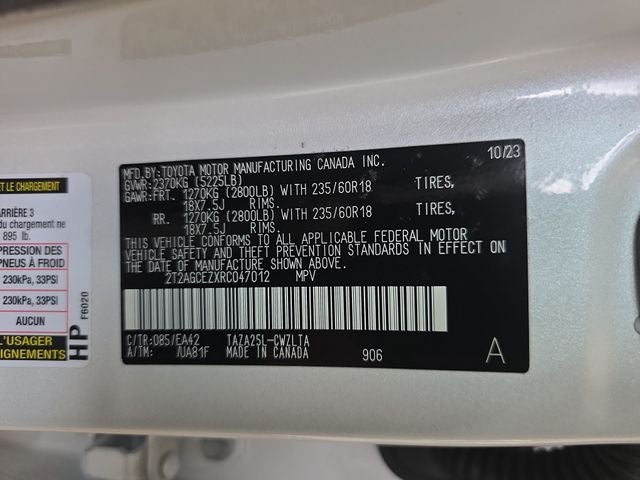 ET LE CHARGEMENT
ARRIÈRE 3
du chargement ne
895 lb.
PRESSION DES
PNEUS À FROID
230kPa, 33PSI
230kPa, 33PSI
AUCUN
L'USAGER
HP
F6020
MFD.BY: TOYOTA MOTOR MANUFACTURING CANADA INC. 10/23
GVWR: 2370KG (5225LB)
GAWR: FRT. 1270KG (2800LB) WITH 235/60R18 TIRES,
18X7.5J RIMS.
RR. 1270KG (2800LB) WITH 235/60R18 TIRES,
18X7.5J RIMS.
THIS VEHICLE CONFORMS TO ALL APPLICABLE FEDERAL MOTOR
VEHICLE SAFETY AND THEFT PREVENTION STANDARDS IN EFFECT ON
THE DATE OF MANUFACTURE SHOWN ABOVE.
2T2AGCEZXRC047012 MPV
C/TR: 085/EA42 TAZA25L-CWZLTA
A/TM: /UA81F MADE IN CANADA 906 A